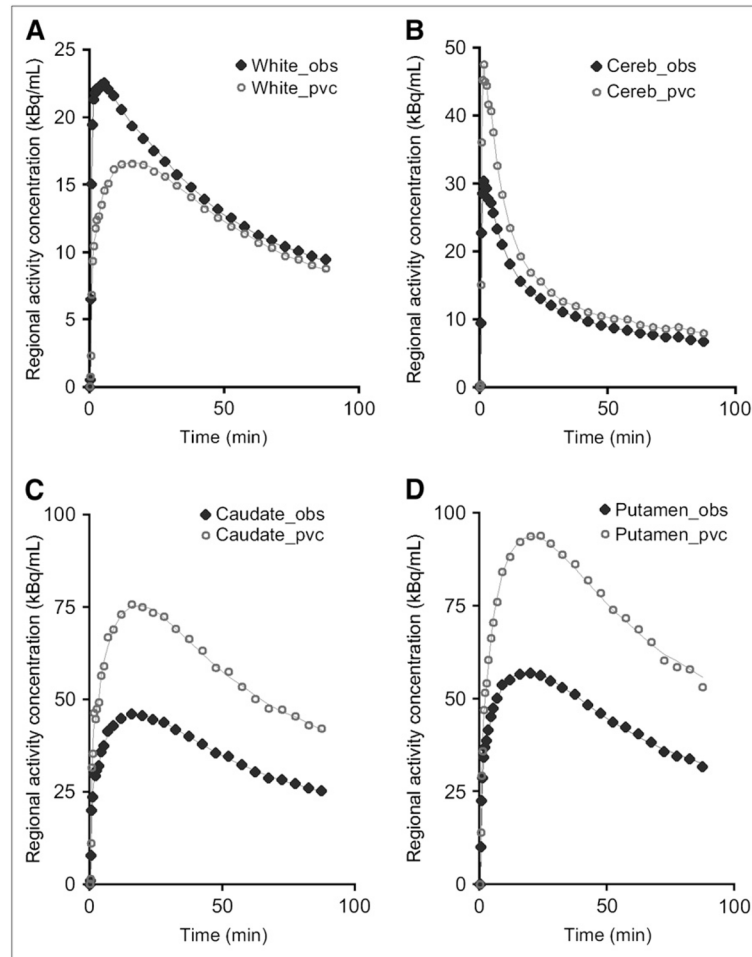 A
Regional activity concentration (kBq/mL)
25
20
15
10
5
0
0
50
100
Time (min)
White_obs
White_pvc
B
Regional activity concentration (kBq/mL)
50
40
30
20
10
0
0
50
100
Time (min)
Cereb_obs
Cereb_pvc
C
Regional activity concentration (kBq/mL)
100
75
50
25
0
0
50
100
Time (min)
Caudate_obs
Caudate_pvc
D
Regional activity concentration (kBq/mL)
100
75
50
25
0
0
50
100
Time (min)
Putamen_obs
Putamen_pvc